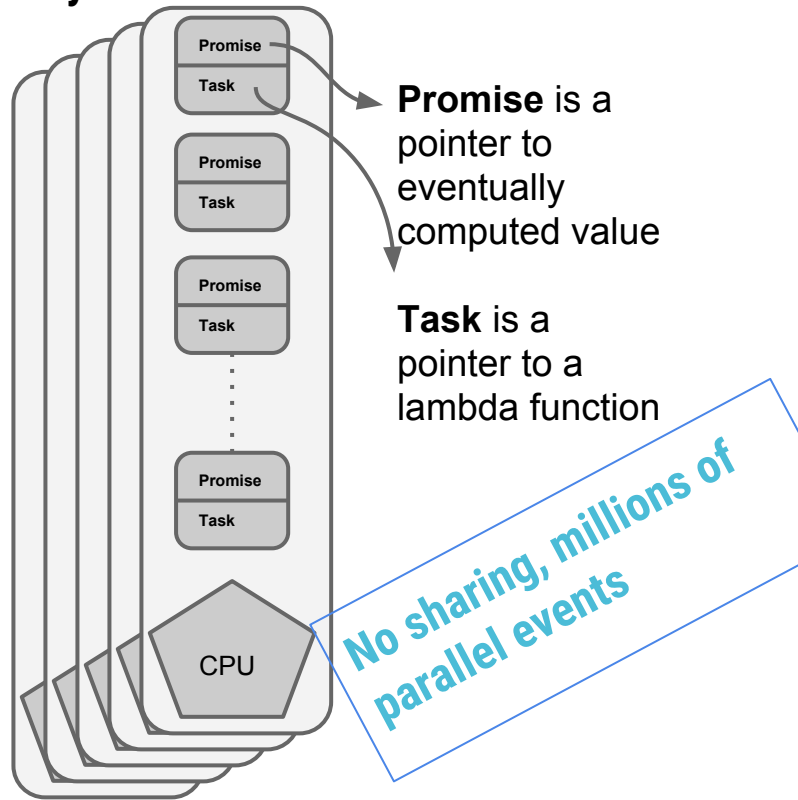 Promise
Task
Promise
Task
Promise
Task
Promise
Task
CPU
Promise is a
pointer to
eventually
computed value
Task is a
pointer to a
lambda function
No sharing, millions of
parallel events